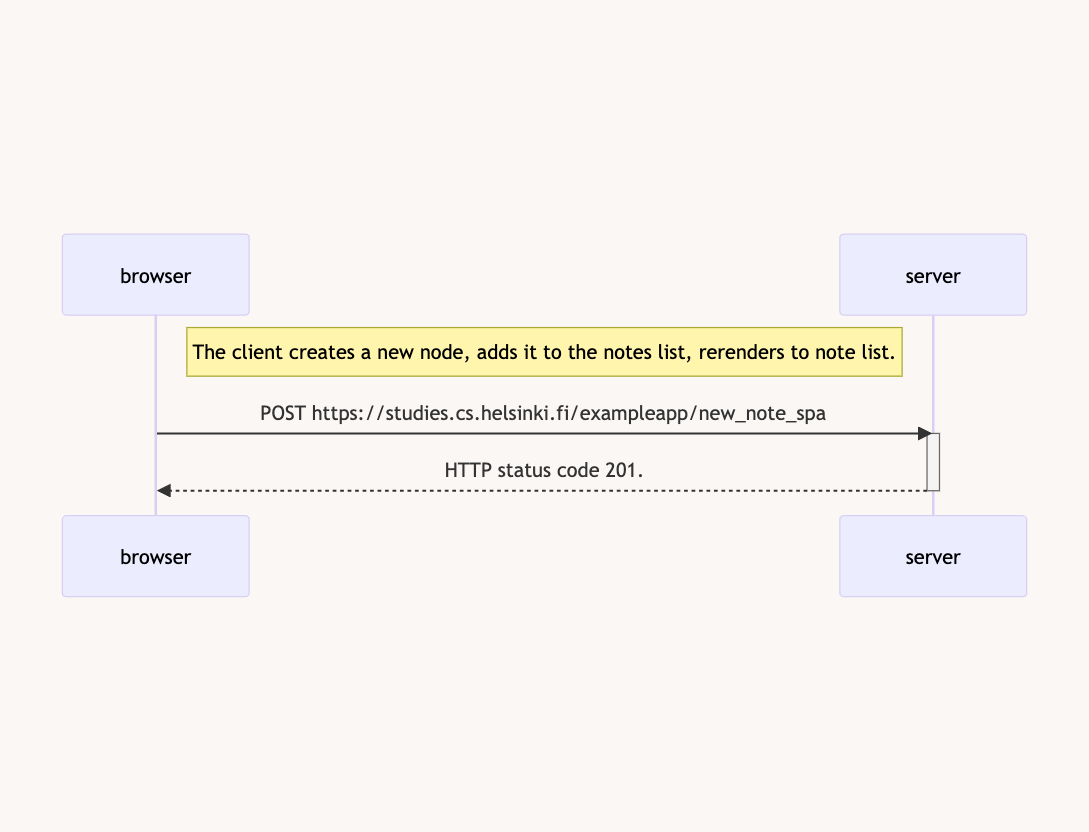 browser
server
The client creates a new node, adds it to the notes list, rerenders to note list.
POST https://studies.cs.helsinki.fi/exampleapp/new_note_spa
HTTP status code 201.
browser
server